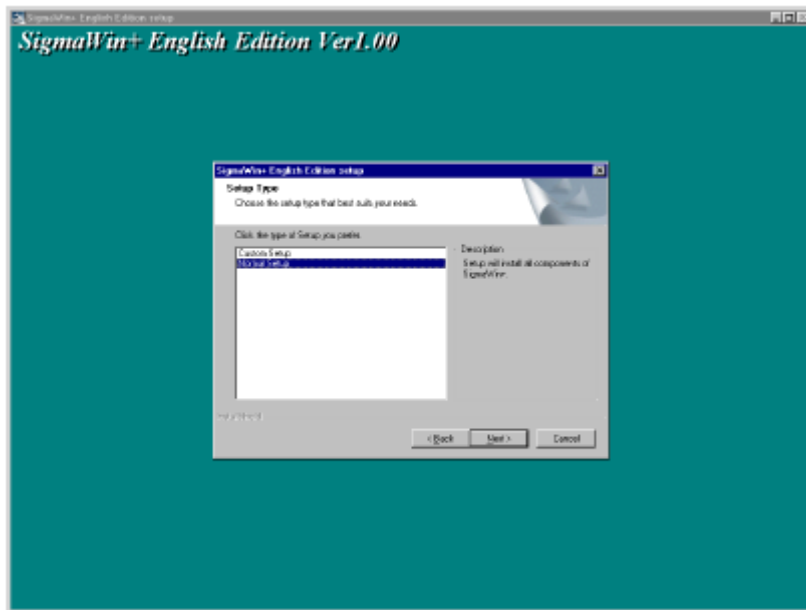 SigmaWin+ English Edition setup
SigmaWin+ English Edition Ver1.00
SigmaWin+ English Edition setup
Setup Type
Choose the setup type that best suits your needs.
Click the type of Setup you prefer.
Custom Setup
Normal Setup
Description
Setup will install all components of
SigmaWin+.
InstallShield
< Back
Next >
Cancel